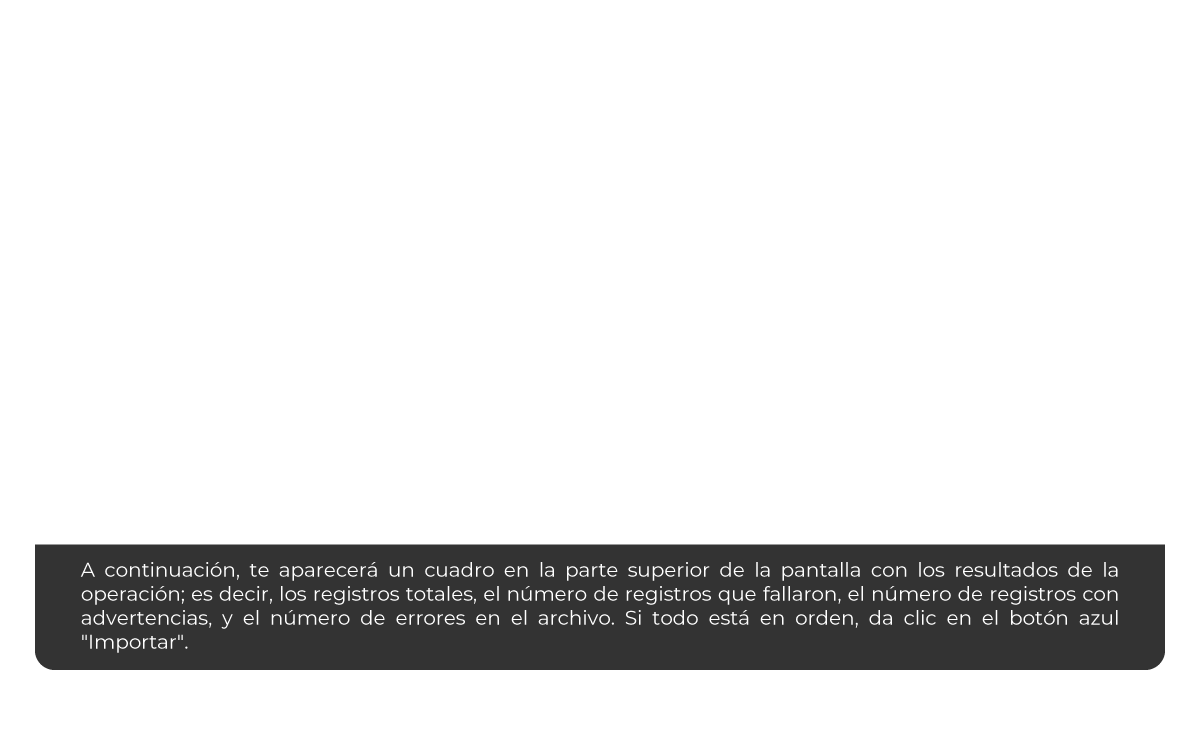 A continuación, te aparecerá un cuadro en la parte superior de la pantalla con los resultados de la
operación; es decir, los registros totales, el número de registros que fallaron, el número de registros con
advertencias, y el número de errores en el archivo. Si todo está en orden, da clic en el botón azul
"Importar".